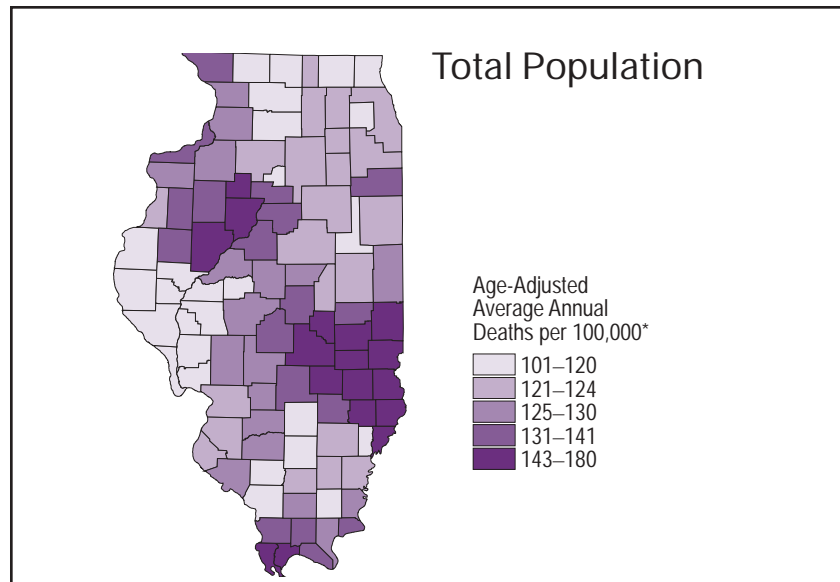 Total Population
Age-Adjusted
Average Annual
Deaths per 100,000*
101–120
121–124
125–130
131–141
143–180